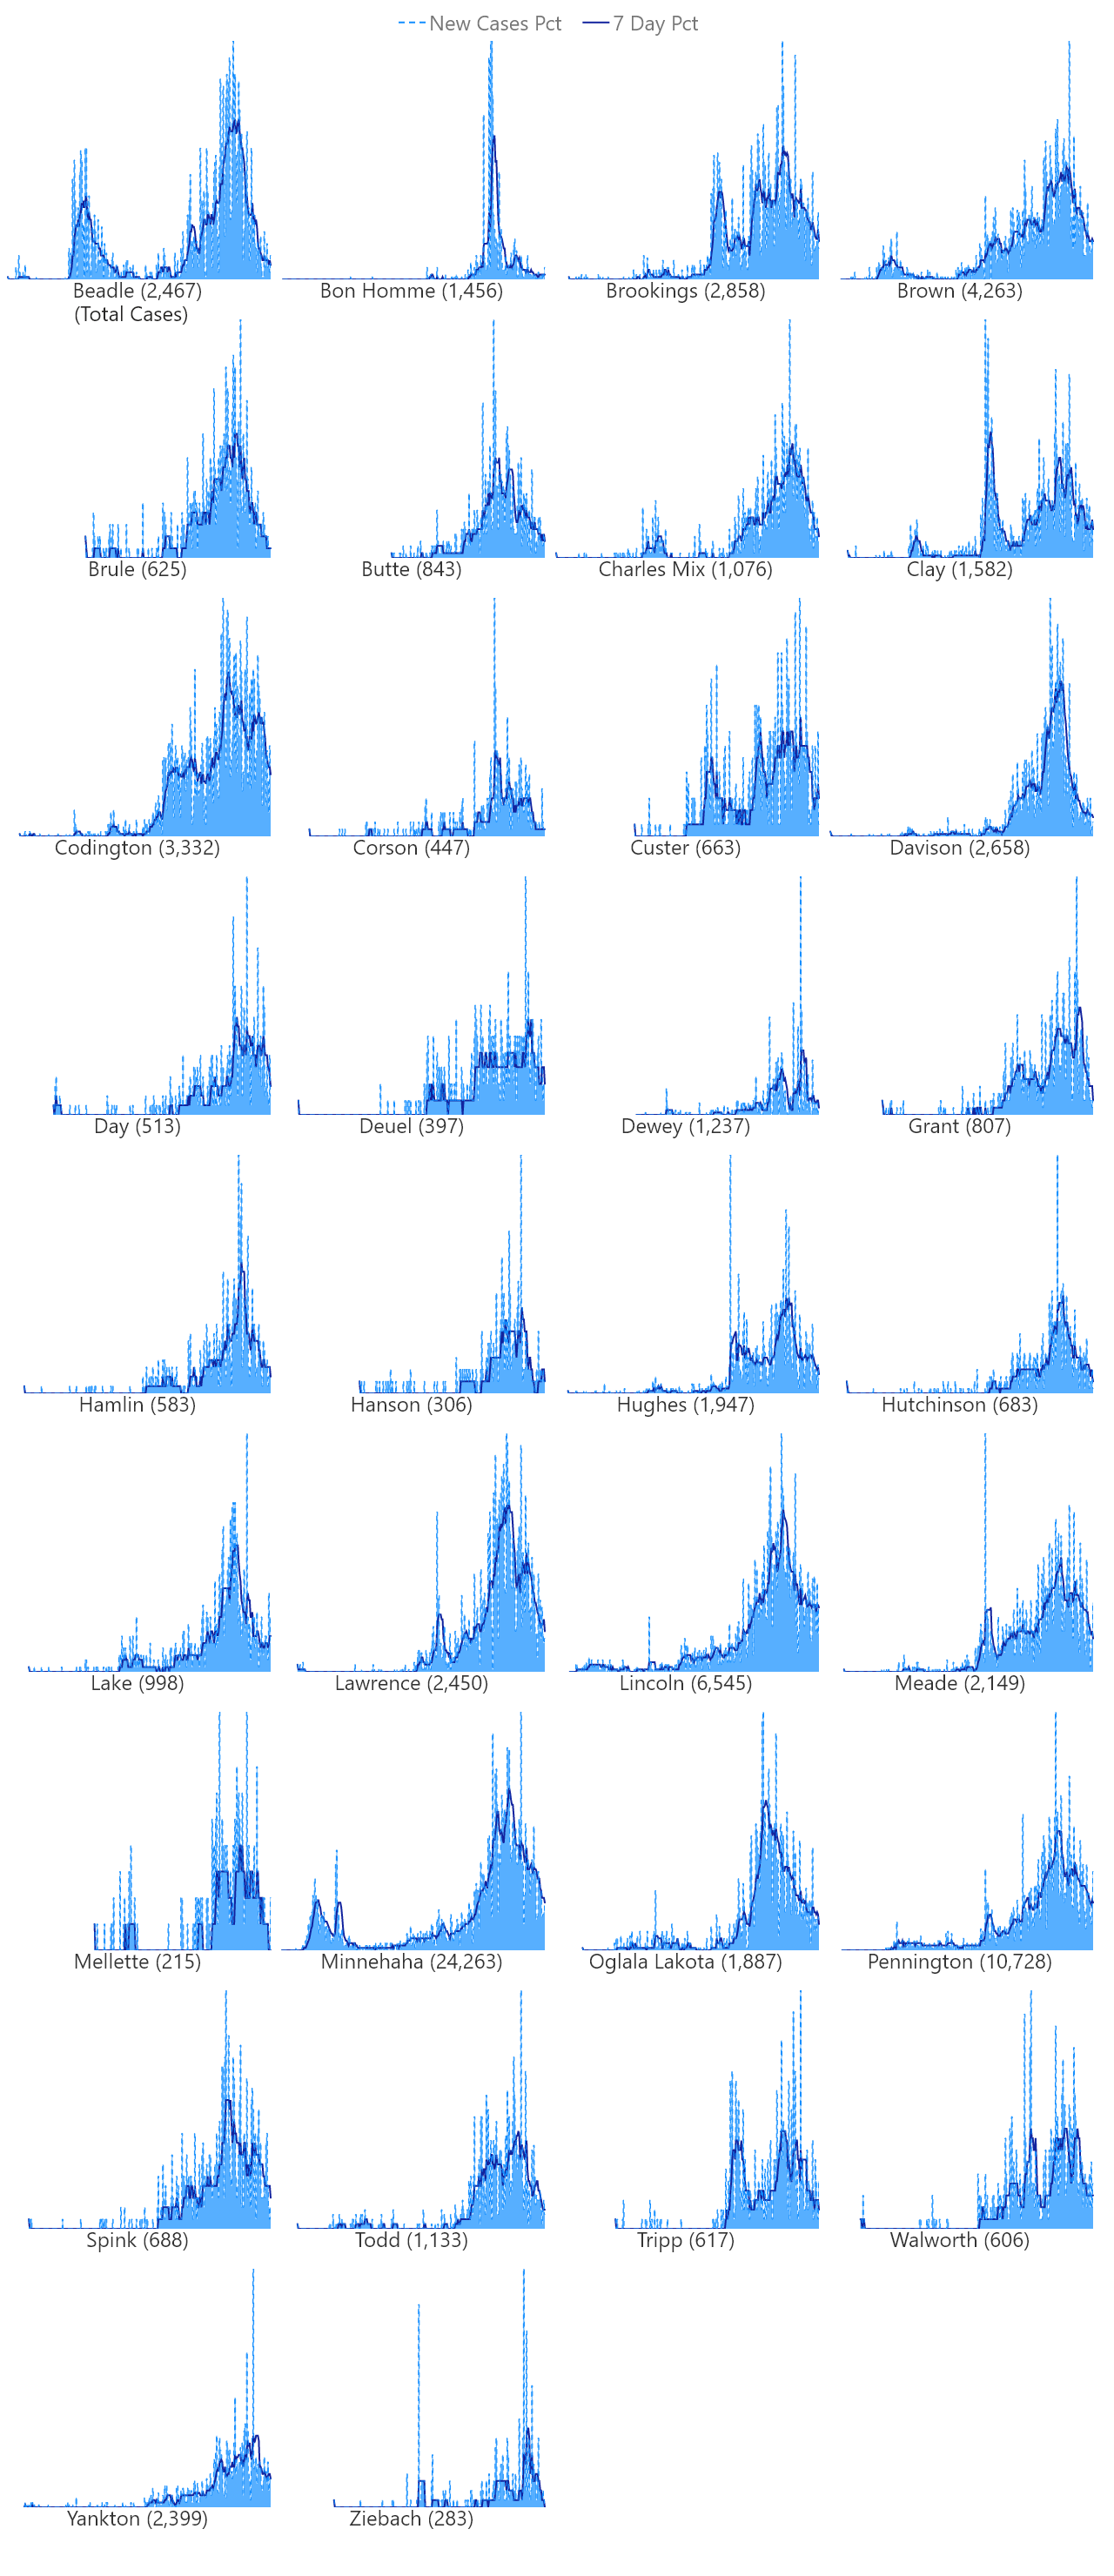 New Cases Pct 7 Day Pct
Beadle (2,467) Bon Homme (1,456) Brookings (2,858) Brown (4,263)
(Total Cases)
Brule (625) Butte (843) Charles Mix (1,076) Clay (1,582)
Codington (3,332) Corson (447) Custer (663) Davison (2,658)
Day (513) Deuel (397) Dewey (1,237) Grant (807)
Hamlin (583) Hanson (306) Hughes (1,947) Hutchinson (683)
Lake (998) Lawrence (2,450) Lincoln (6,545) Meade (2,149)
Mellette (215) Minnehaha (24,263) Oglala Lakota (1,887) Pennington (10,728)
Spink (688) Todd (1,133) Tripp (617) Walworth (606)
Yankton (2,399) Ziebach (283)